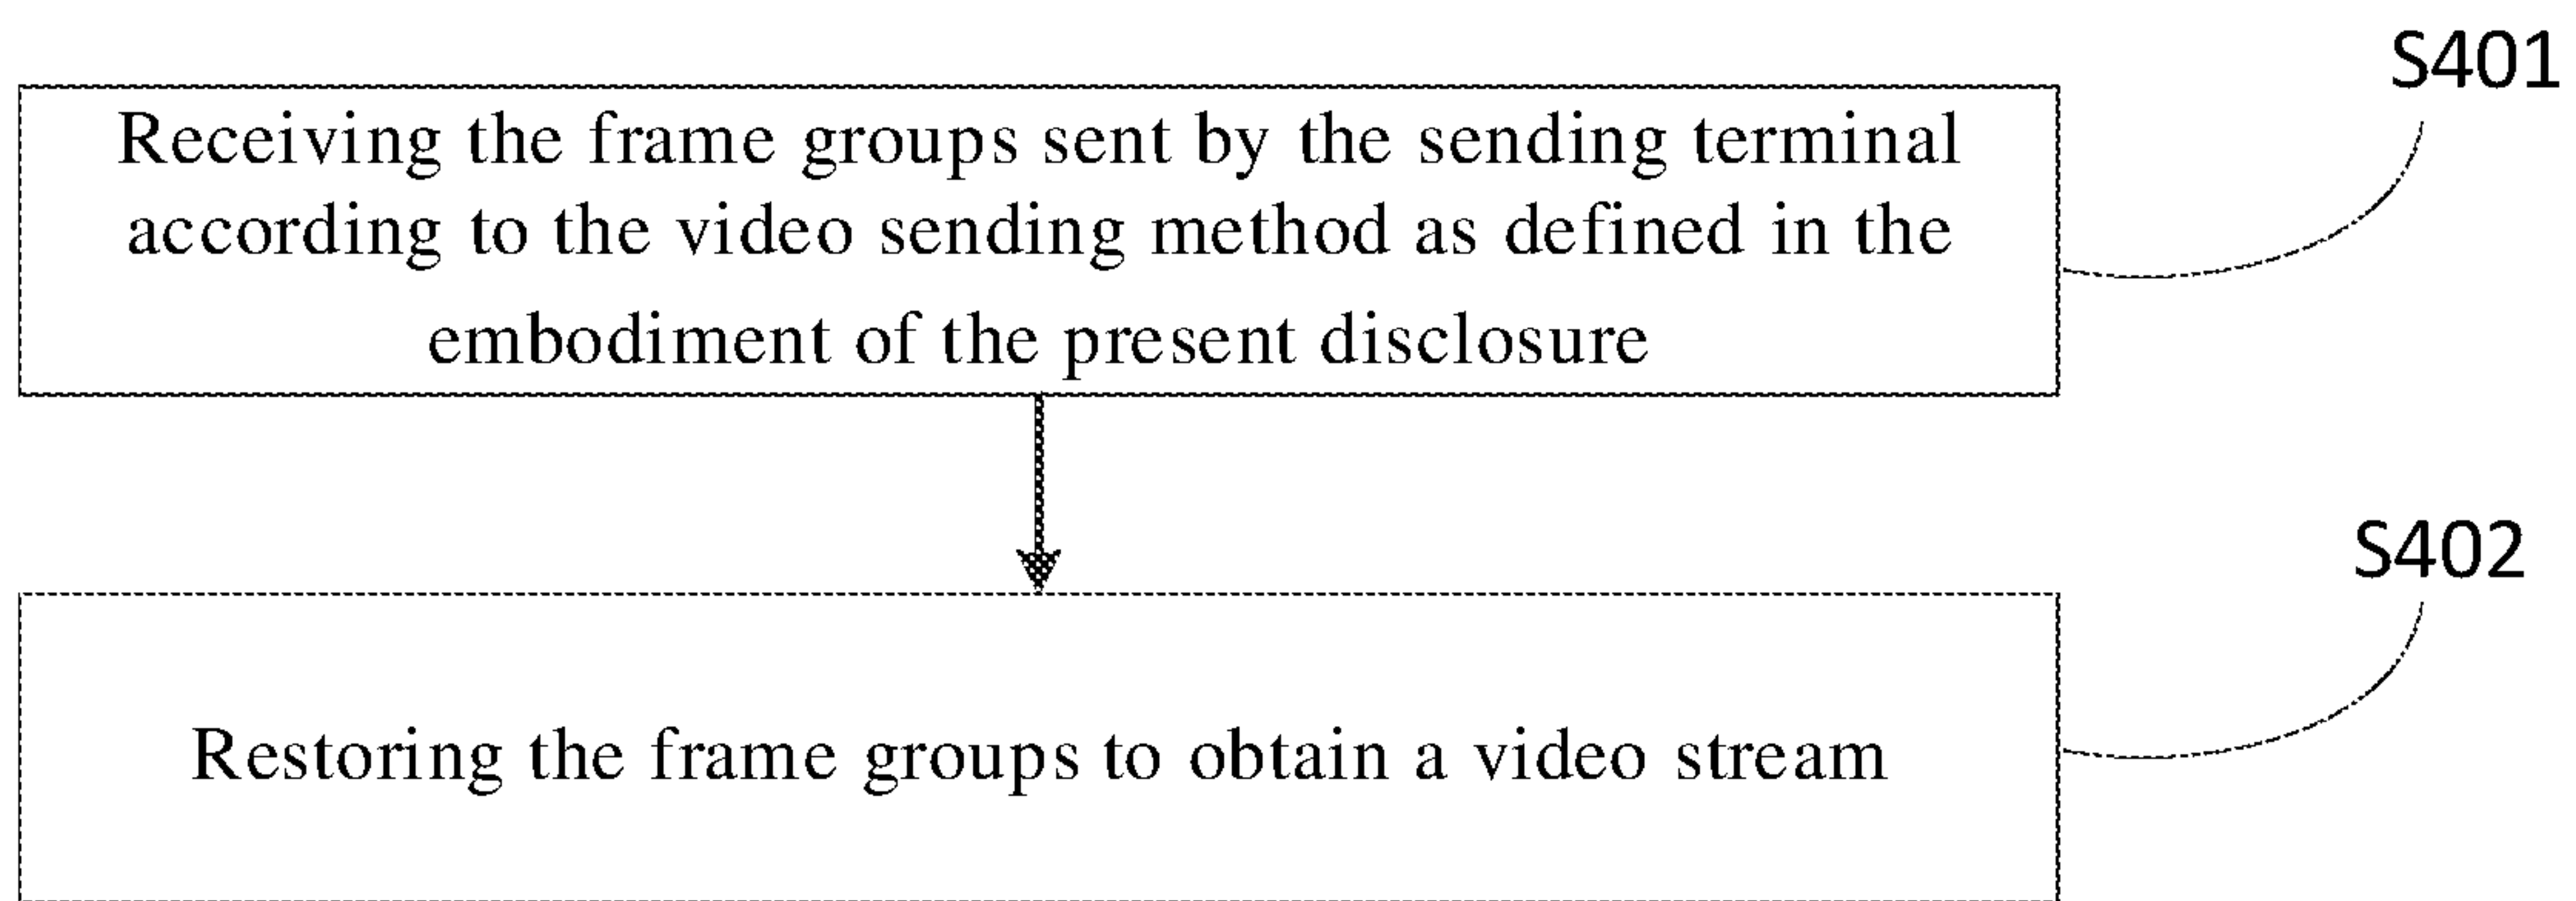 S401
Receiving the frame groups sent by the sending terminal
according to the video sending method as defined in the
embodiment of the present disclosure
S402
Restoring the frame groups to obtain a video stream